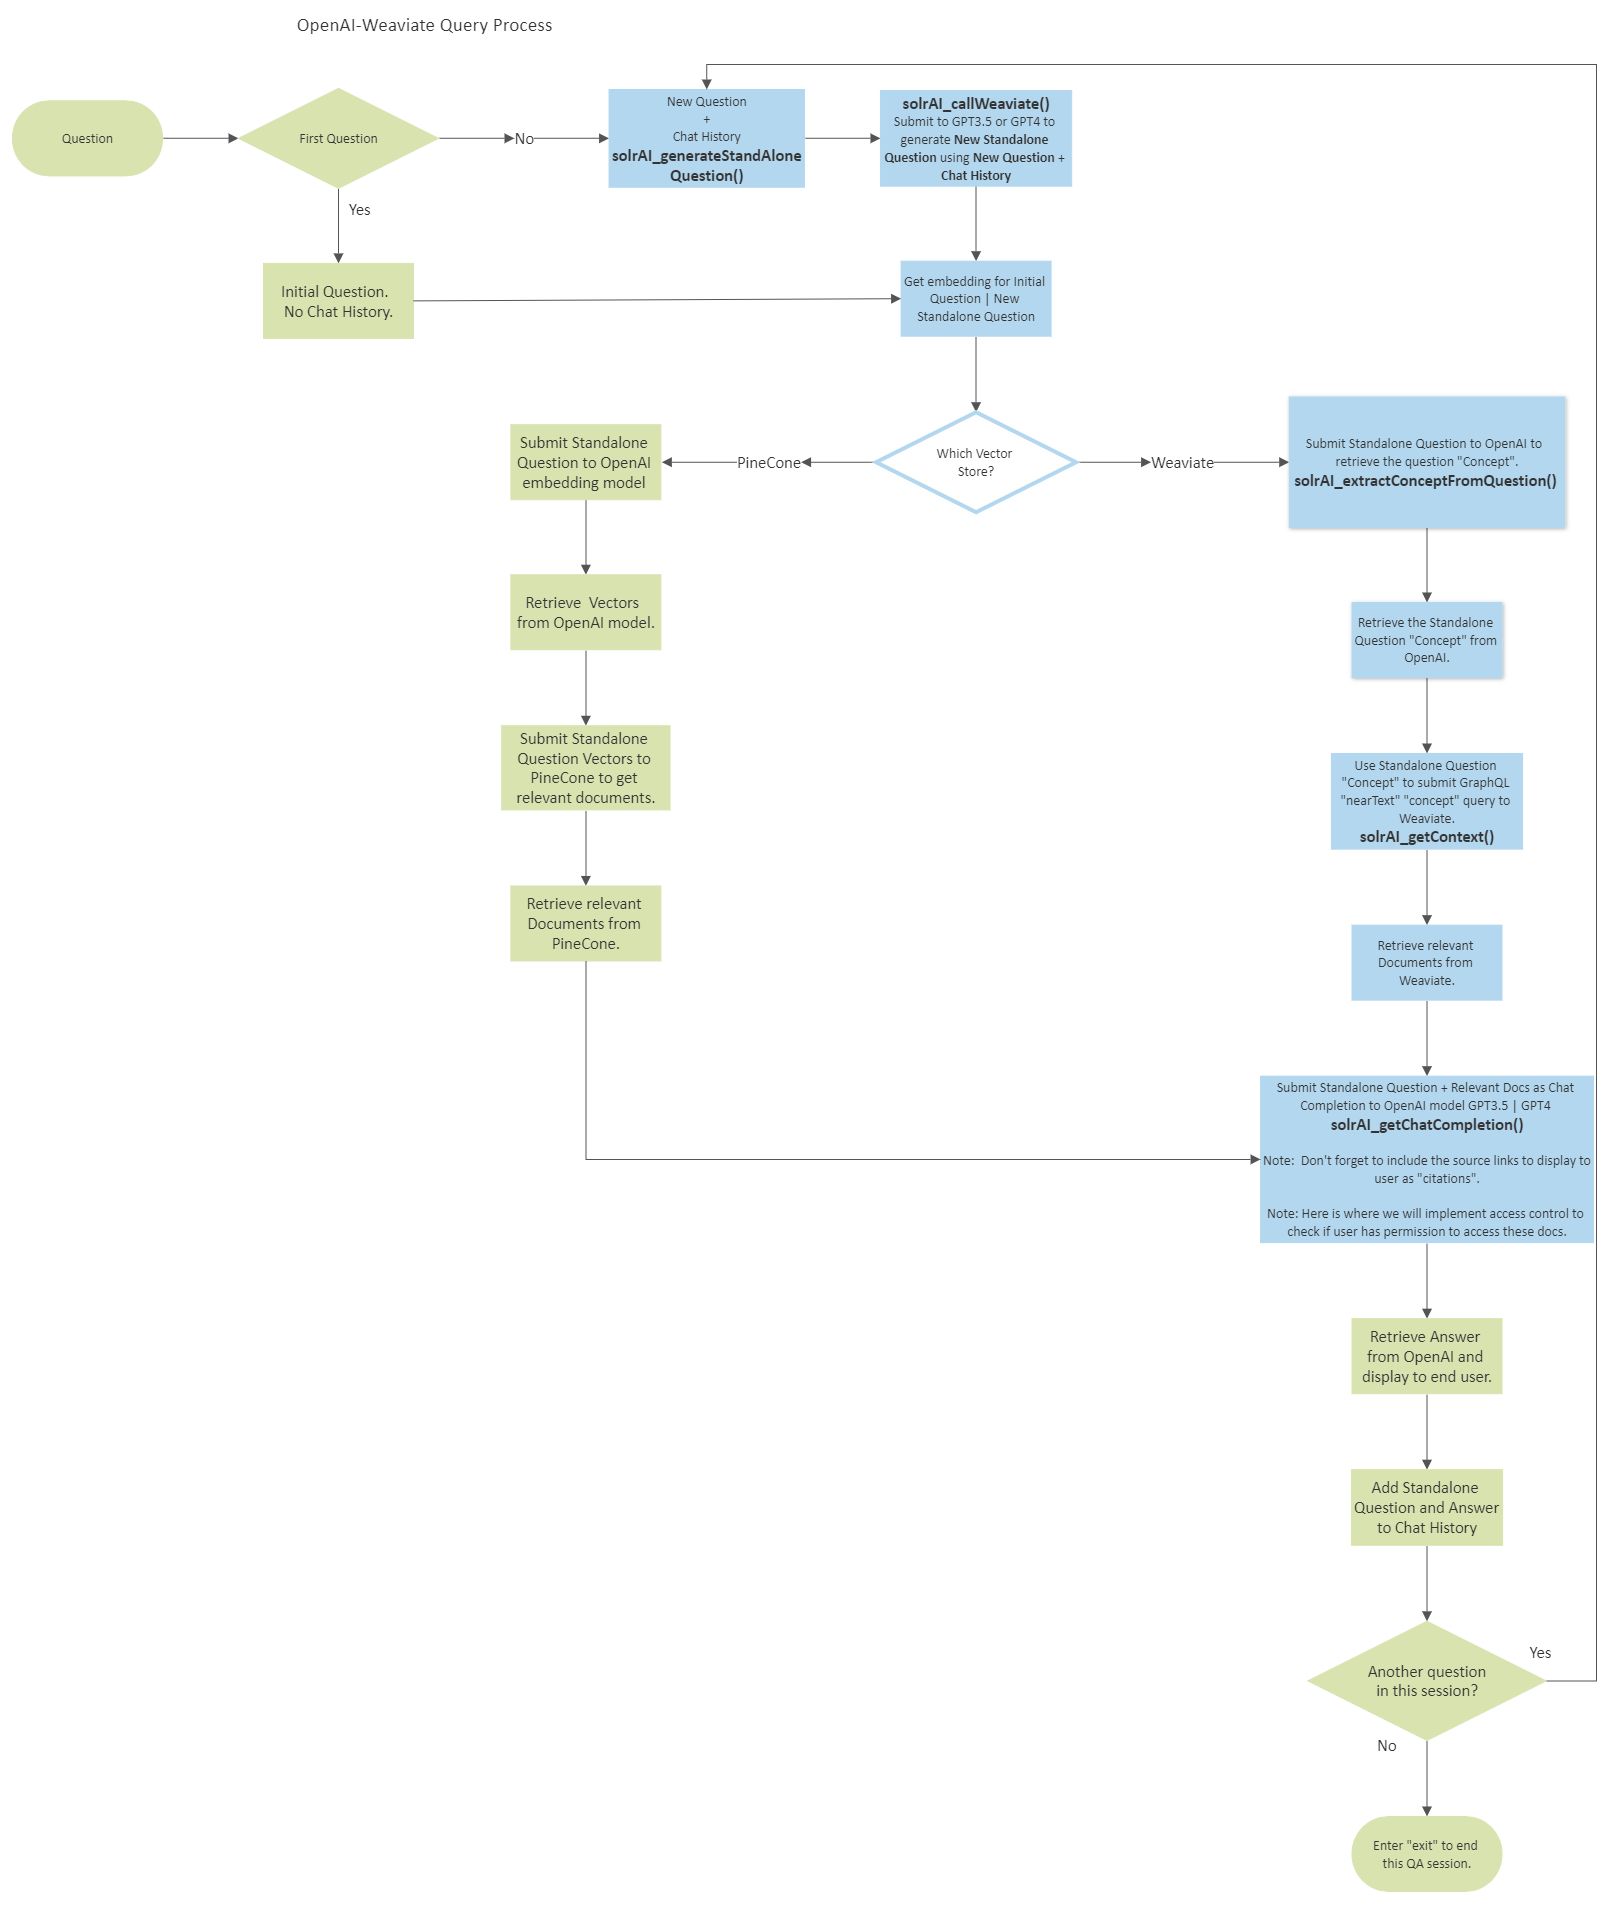 OpenAI-Weaviate Query Process
Question
First Question
No
New Question
+
Chat History
solrAI_generateStandAlone
Question()
solrAI_callWeaviate()
Submit to GPT3.5 or GPT4 to
generate New Standalone
Question using New Question +
Chat History
Yes
Initial Question.
No Chat History.
Get embedding for Initial
Question | New
Standalone Question
Which Vector
Store?
PineCone
Weaviate
Submit Standalone
Question to OpenAI
embedding model
Submit Standalone Question to OpenAI to
retrieve the question "Concept".
solrAI_extractConceptFromQuestion()
Retrieve  Vectors
from OpenAI model.
Retrieve the Standalone
Question "Concept" from
OpenAI.
Submit Standalone
Question Vectors to
PineCone to get
relevant documents.
Use Standalone Question
"Concept" to submit GraphQL
"nearText" "concept" query to
Weaviate.
solrAI_getContext()
Retrieve relevant
Documents from
PineCone.
Retrieve relevant
Documents from
Weaviate.
Submit Standalone Question + Relevant Docs as Chat
Completion to OpenAI model GPT3.5 | GPT4
solrAI_getChatCompletion()
Note:  Don't forget to include the source links to display to
user as "citations".
Note: Here is where we will implement access control to
check if user has permission to access these docs.
Retrieve Answer
from OpenAI and
display to end user.
Add Standalone
Question and Answer
to Chat History
Another question
in this session?
Yes
No
Enter "exit" to end
this QA session.